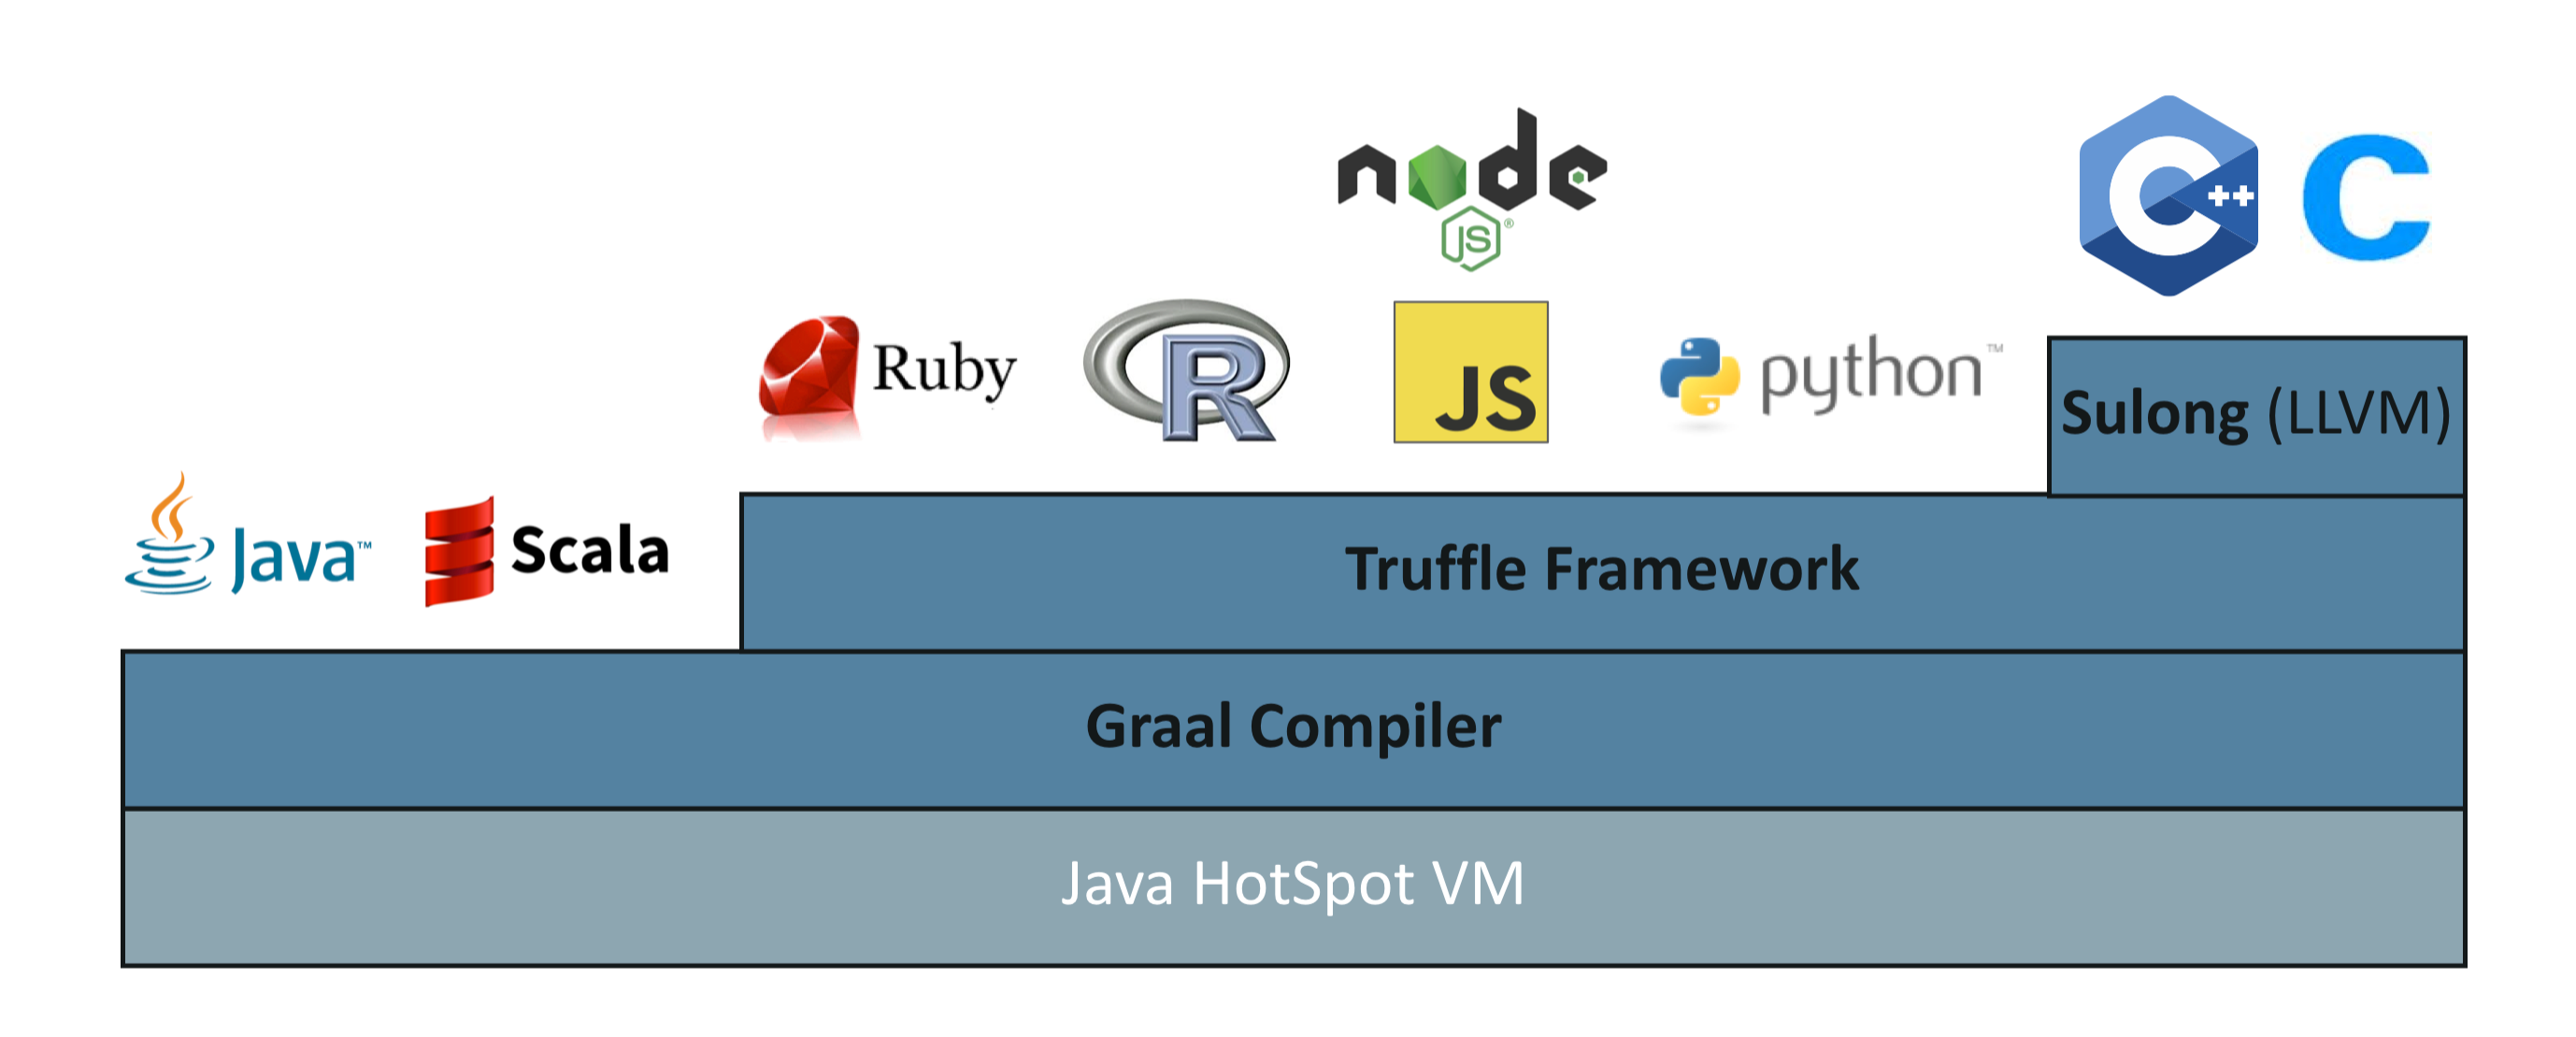 node
JS®
C++
C
Ruby
R
JS
python™
Sulong (LLVM)
Java™
Scala
Truffle Framework
Graal Compiler
Java HotSpot VM